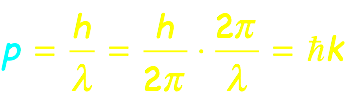 p = h/λ = h/2π · 2π/λ = ħk